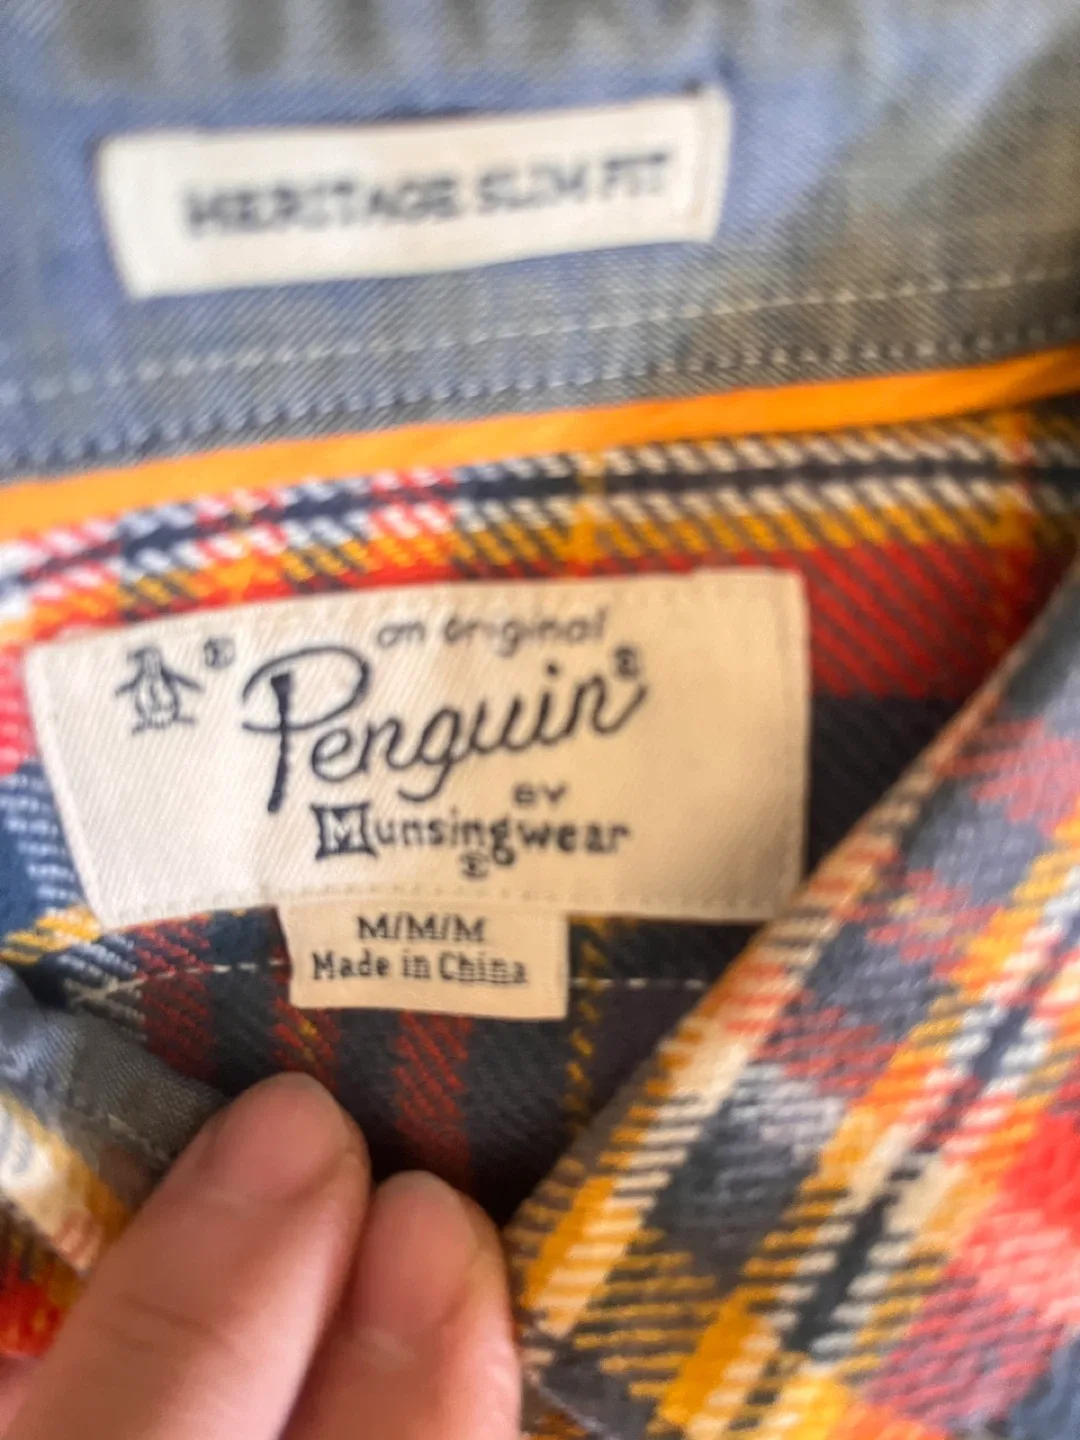 HERITAGE SLIM FIT
an Original
Penguin®
BY
Munsingwear
®
M/M/M
Made in China